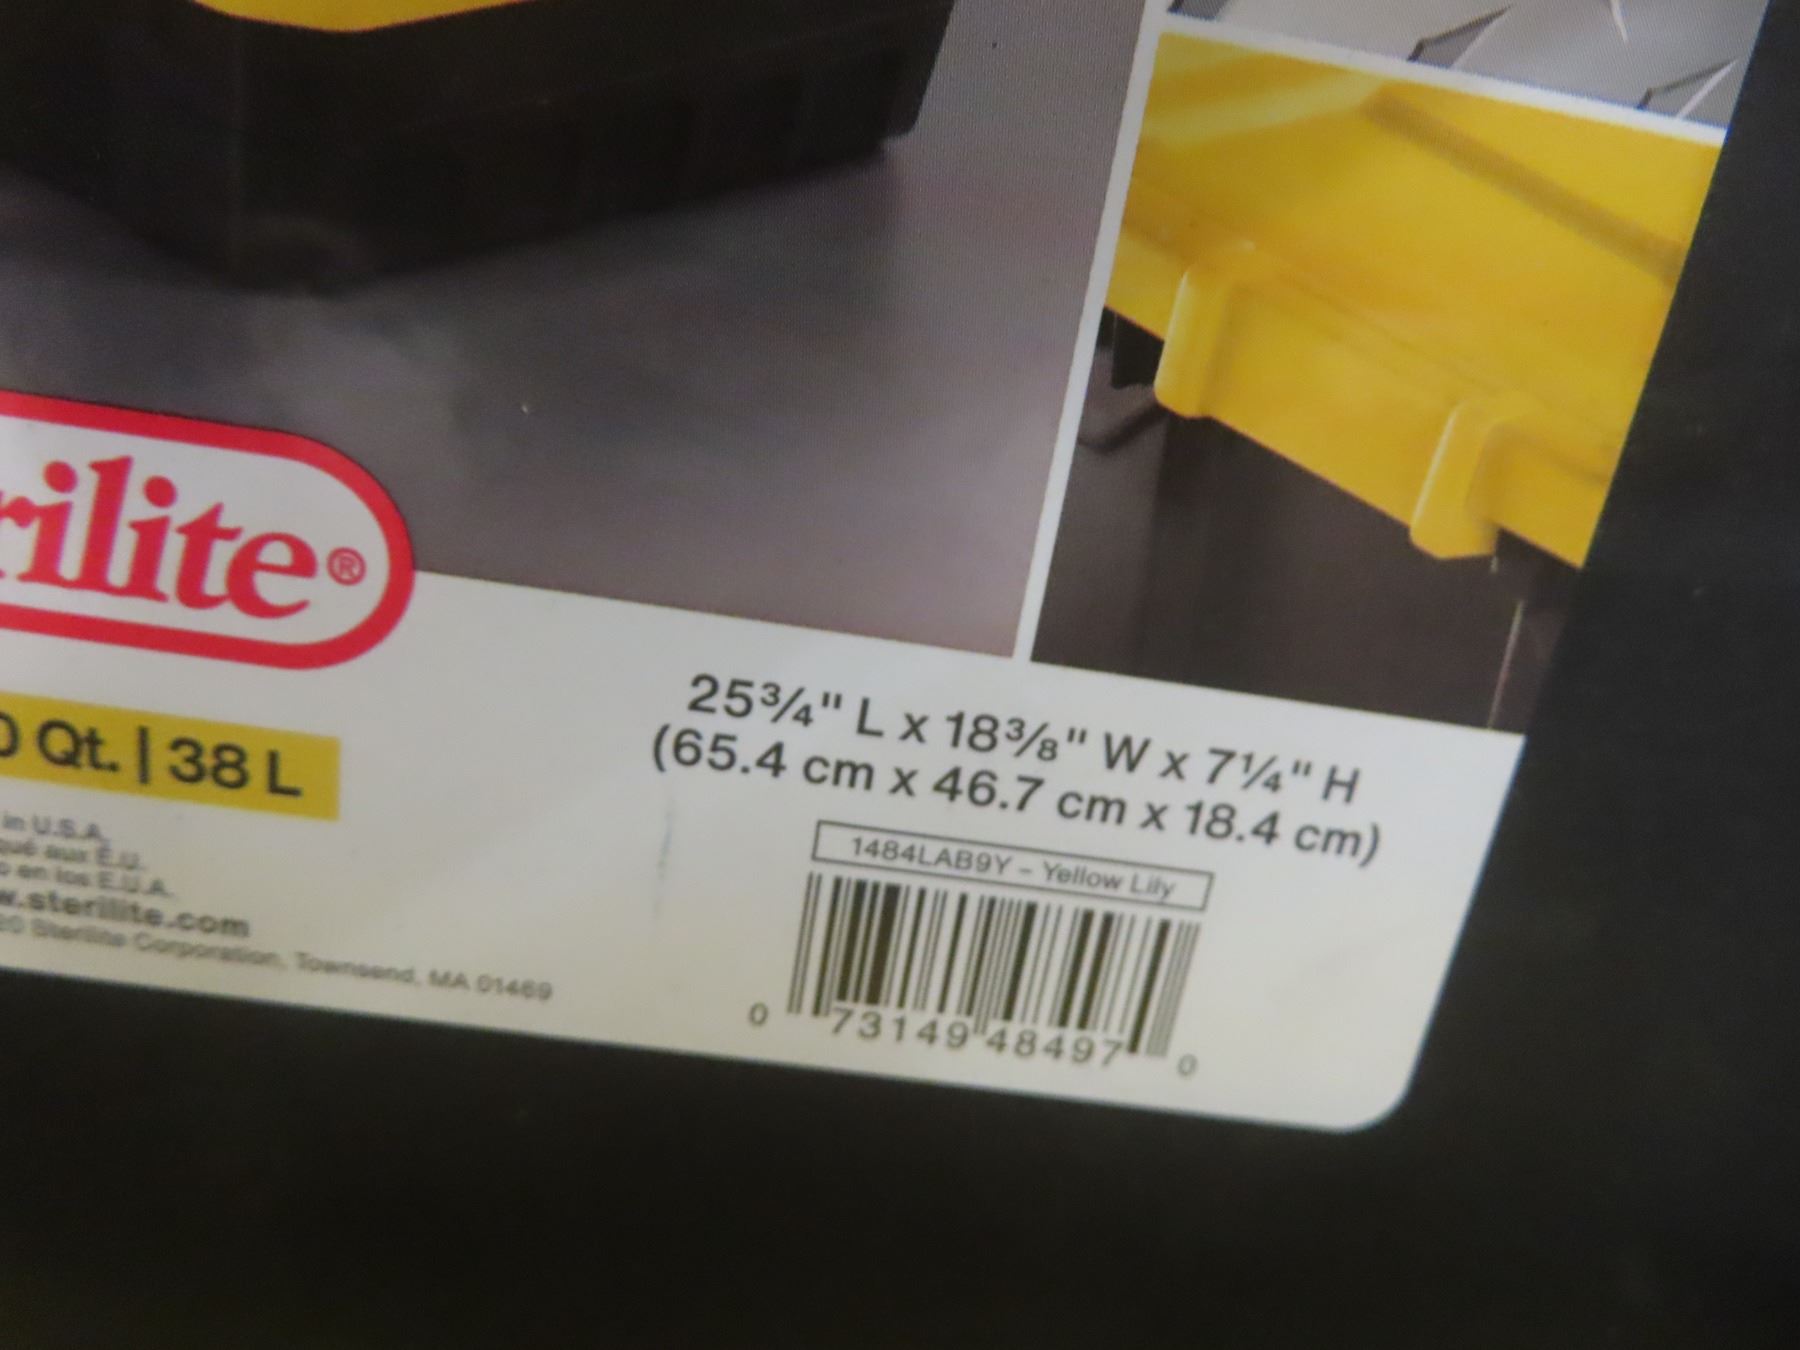 rilite®
0 Qt. | 38 L
25¾" L x 18⅜" W x 7¼" H
(65.4 cm x 46.7 cm x 18.4 cm)
in U.S.A.
qué aux É.U.
o en los E.U.A.
w.sterilite.com
20 Sterilite Corporation, Townsend, MA 01469
1484LAB9Y – Yellow Lily
0 73149 48497 0